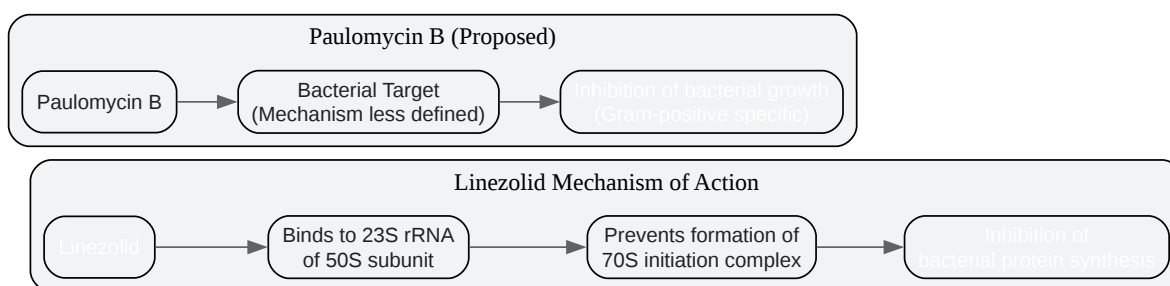 Paulomycin B (Proposed)
Paulomycin B
Bacterial Target
(Mechanism less defined)
Inhibition of bacterial growth
(Gram-positive specific)
Linezolid Mechanism of Action
Linezolid
Binds to 23S rRNA
of 50S subunit
Prevents formation of
70S initiation complex
Inhibition of
bacterial protein synthesis